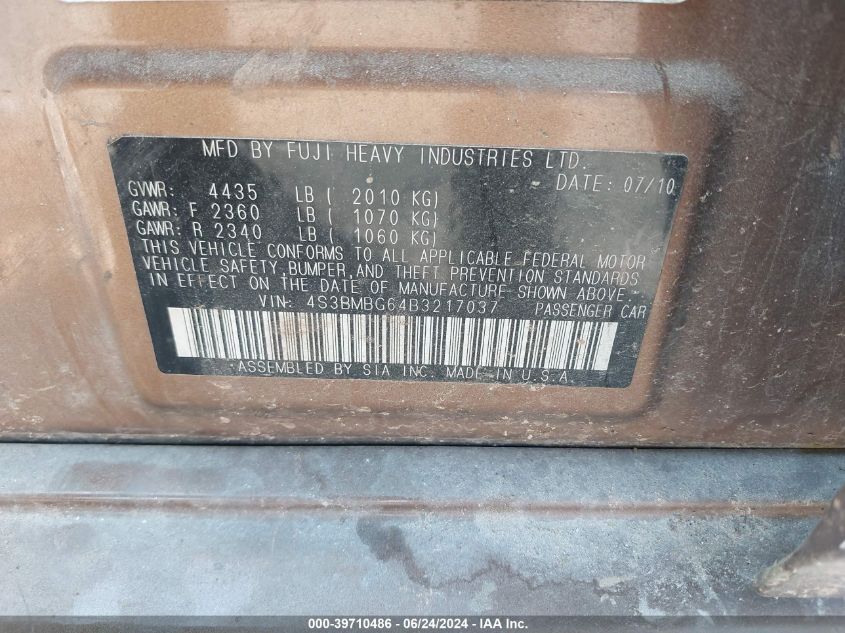 MFD BY FUJI HEAVY INDUSTRIES LTD.
DATE: 07/10
GVWR: 4435 LB ( 2010 KG)
GAWR: F 2360 LB ( 1070 KG)
GAWR: R 2340 LB ( 1060 KG)
THIS VEHICLE CONFORMS TO ALL APPLICABLE FEDERAL MOTOR
VEHICLE SAFETY,BUMPER,AND THEFT PREVENTION STANDARDS
IN EFFECT ON THE DATE OF MANUFACTURE SHOWN ABOVE.
VIN: 4S3BMBG64B3217037 PASSENGER CAR
ASSEMBLED BY SIA INC. MADE IN U.S.A.
000-39710486 - 06/24/2024 - IAA